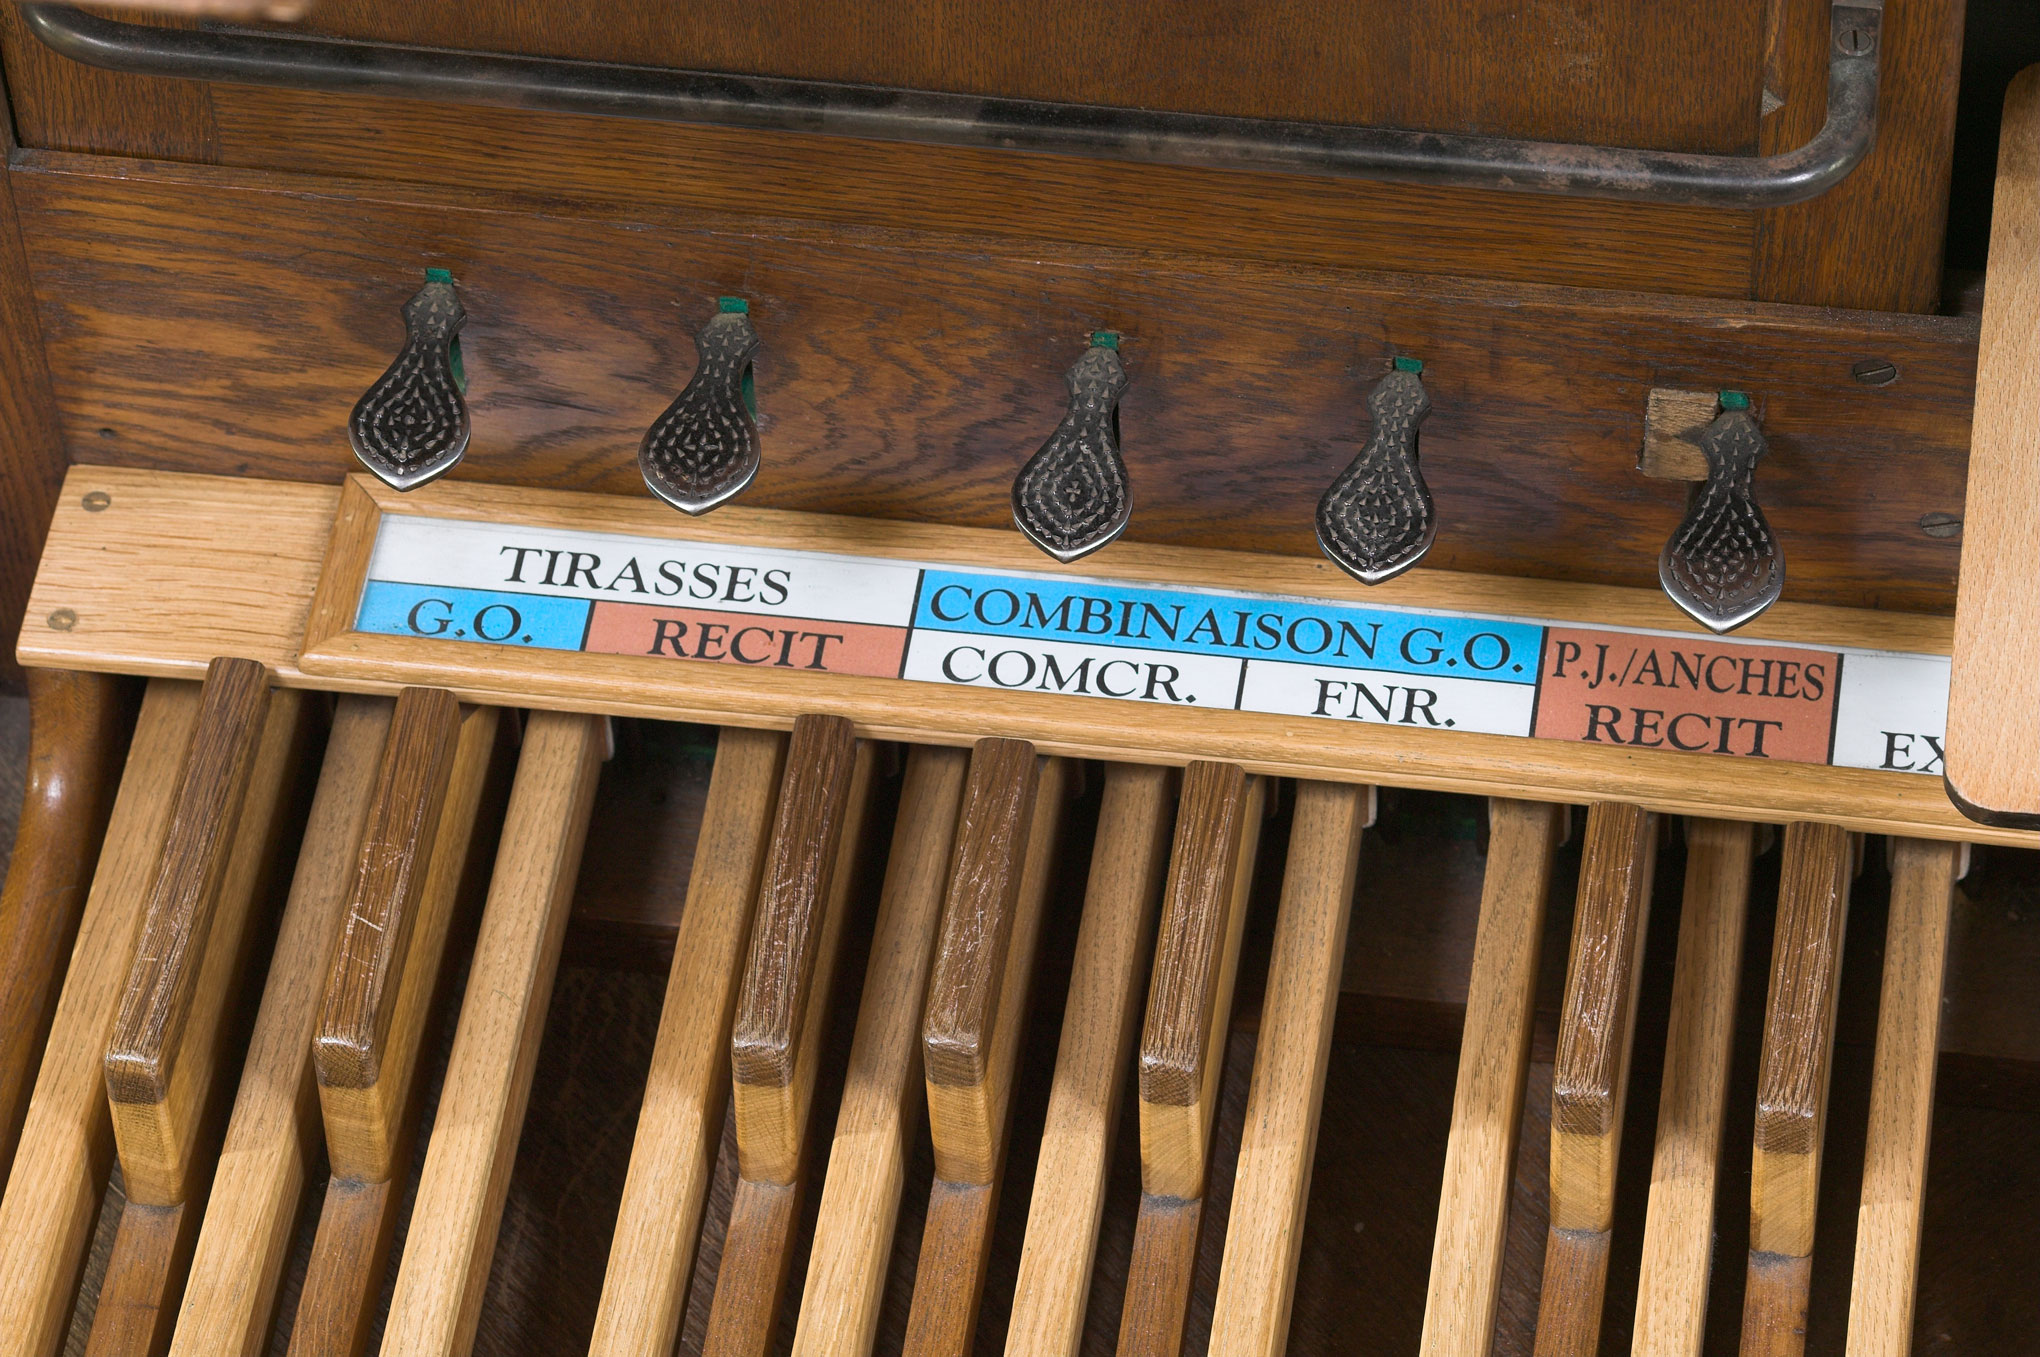 TIRASSES
G.O. RECIT
COMBINAISON G.O.
COMCR. FNR.
P.J./ANCHES
RECIT